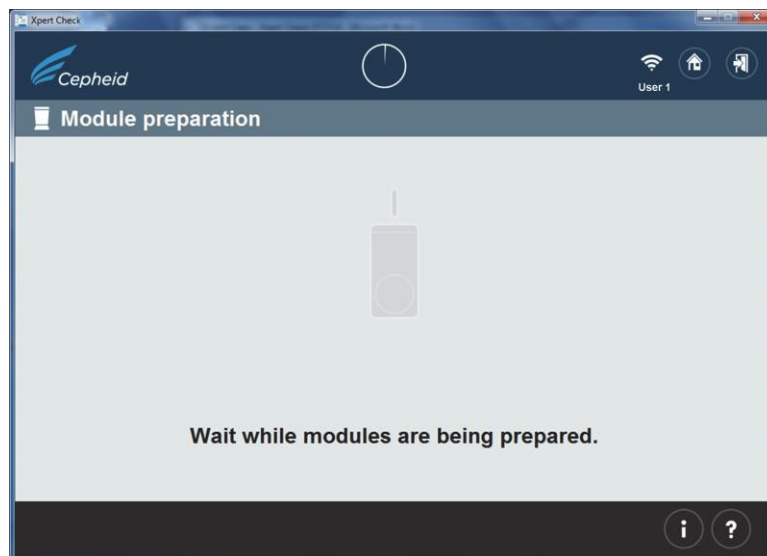 Xpert Check
Cepheid
User 1
Module preparation
Wait while modules are being prepared.
i ?